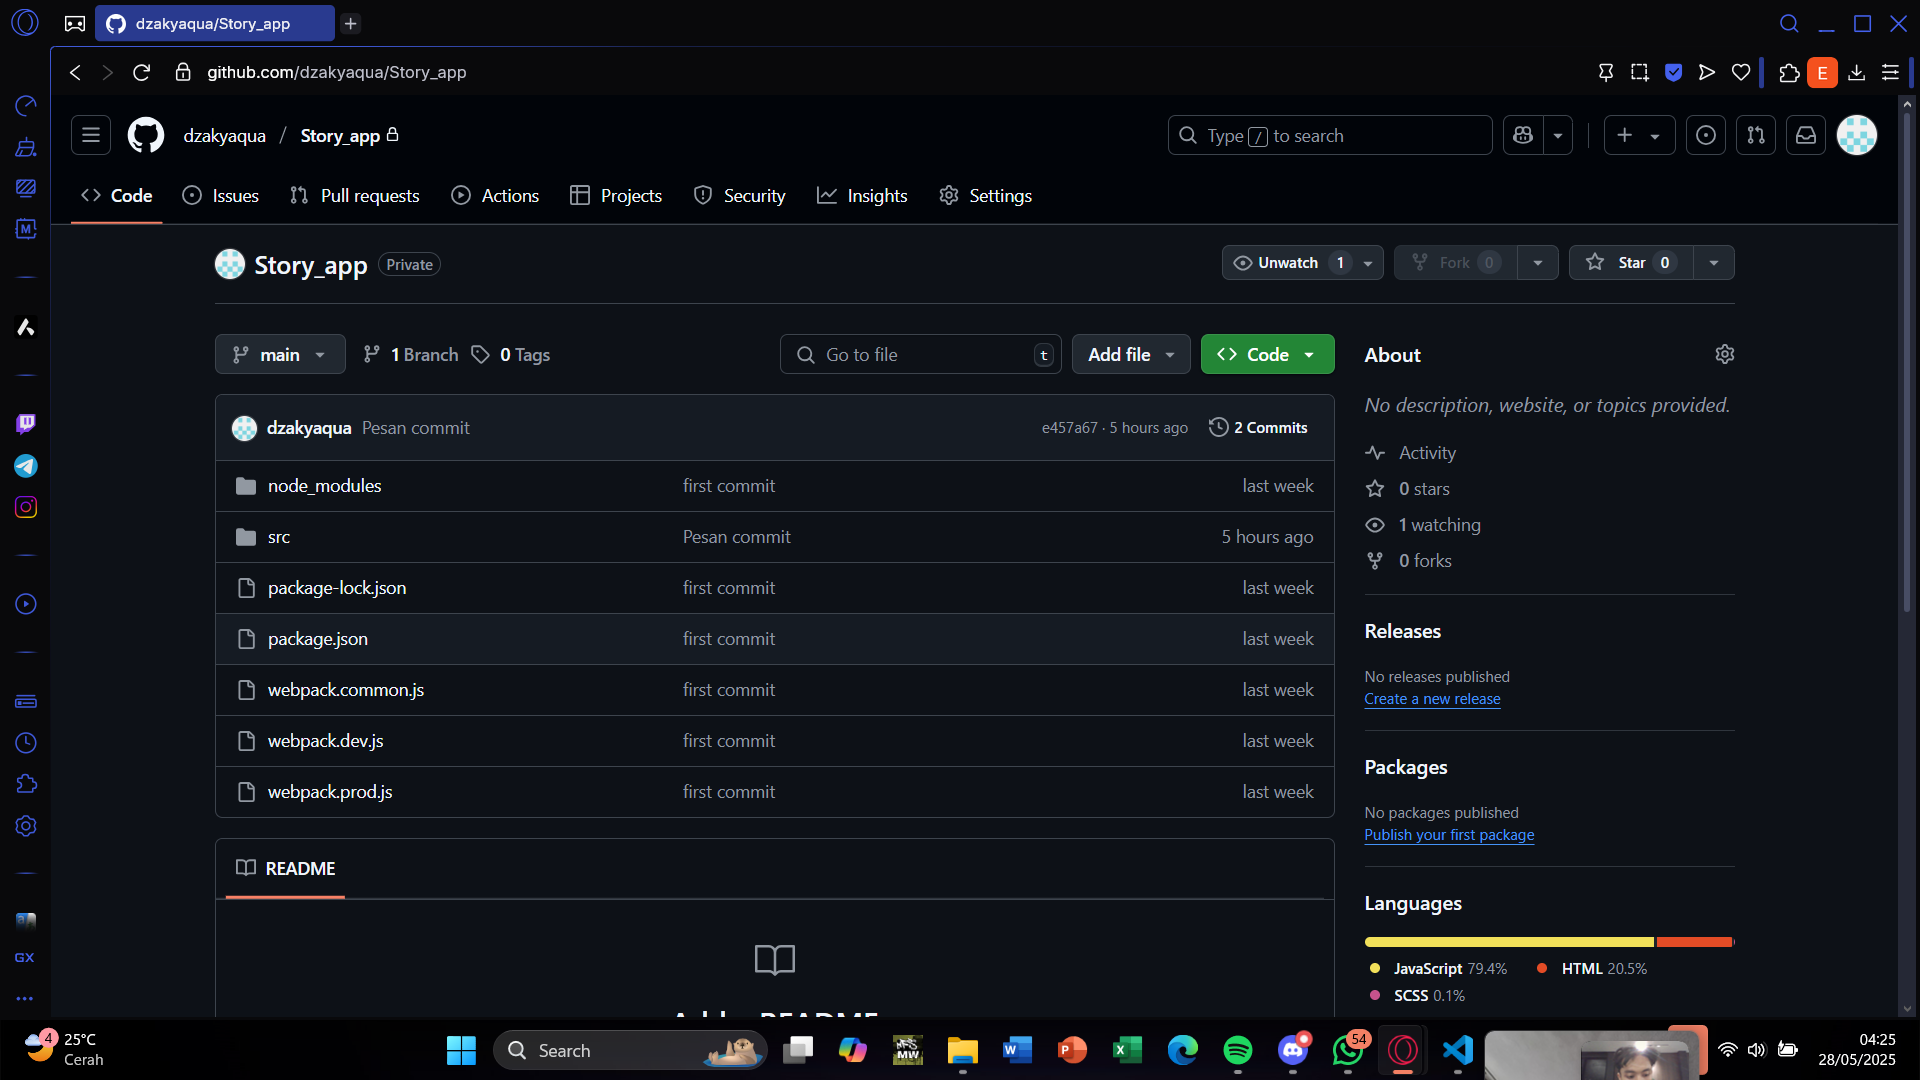 dzakyaqua/Story_app
github.com/dzakyaqua/Story_app
E
dzakyaqua / Story_app
Type / to search
Code Issues Pull requests Actions Projects Security Insights Settings
Story_app Private
Unwatch 1 Fork 0 Star 0
main 1 Branch 0 Tags
Go to file t Add file Code
dzakyaqua Pesan commit e457a67 · 5 hours ago 2 Commits
node_modules first commit last week
src Pesan commit 5 hours ago
package-lock.json first commit last week
package.json first commit last week
webpack.common.js first commit last week
webpack.dev.js first commit last week
webpack.prod.js first commit last week
README
About
No description, website, or topics provided.
Activity
0 stars
1 watching
0 forks
Releases
No releases published
Create a new release
Packages
No packages published
Publish your first package
Languages
JavaScript 79.4% HTML 20.5%
SCSS 0.1%
M
GX
4
25°C
Cerah
Search
MW
W
P
X
54
04:25
28/05/2025